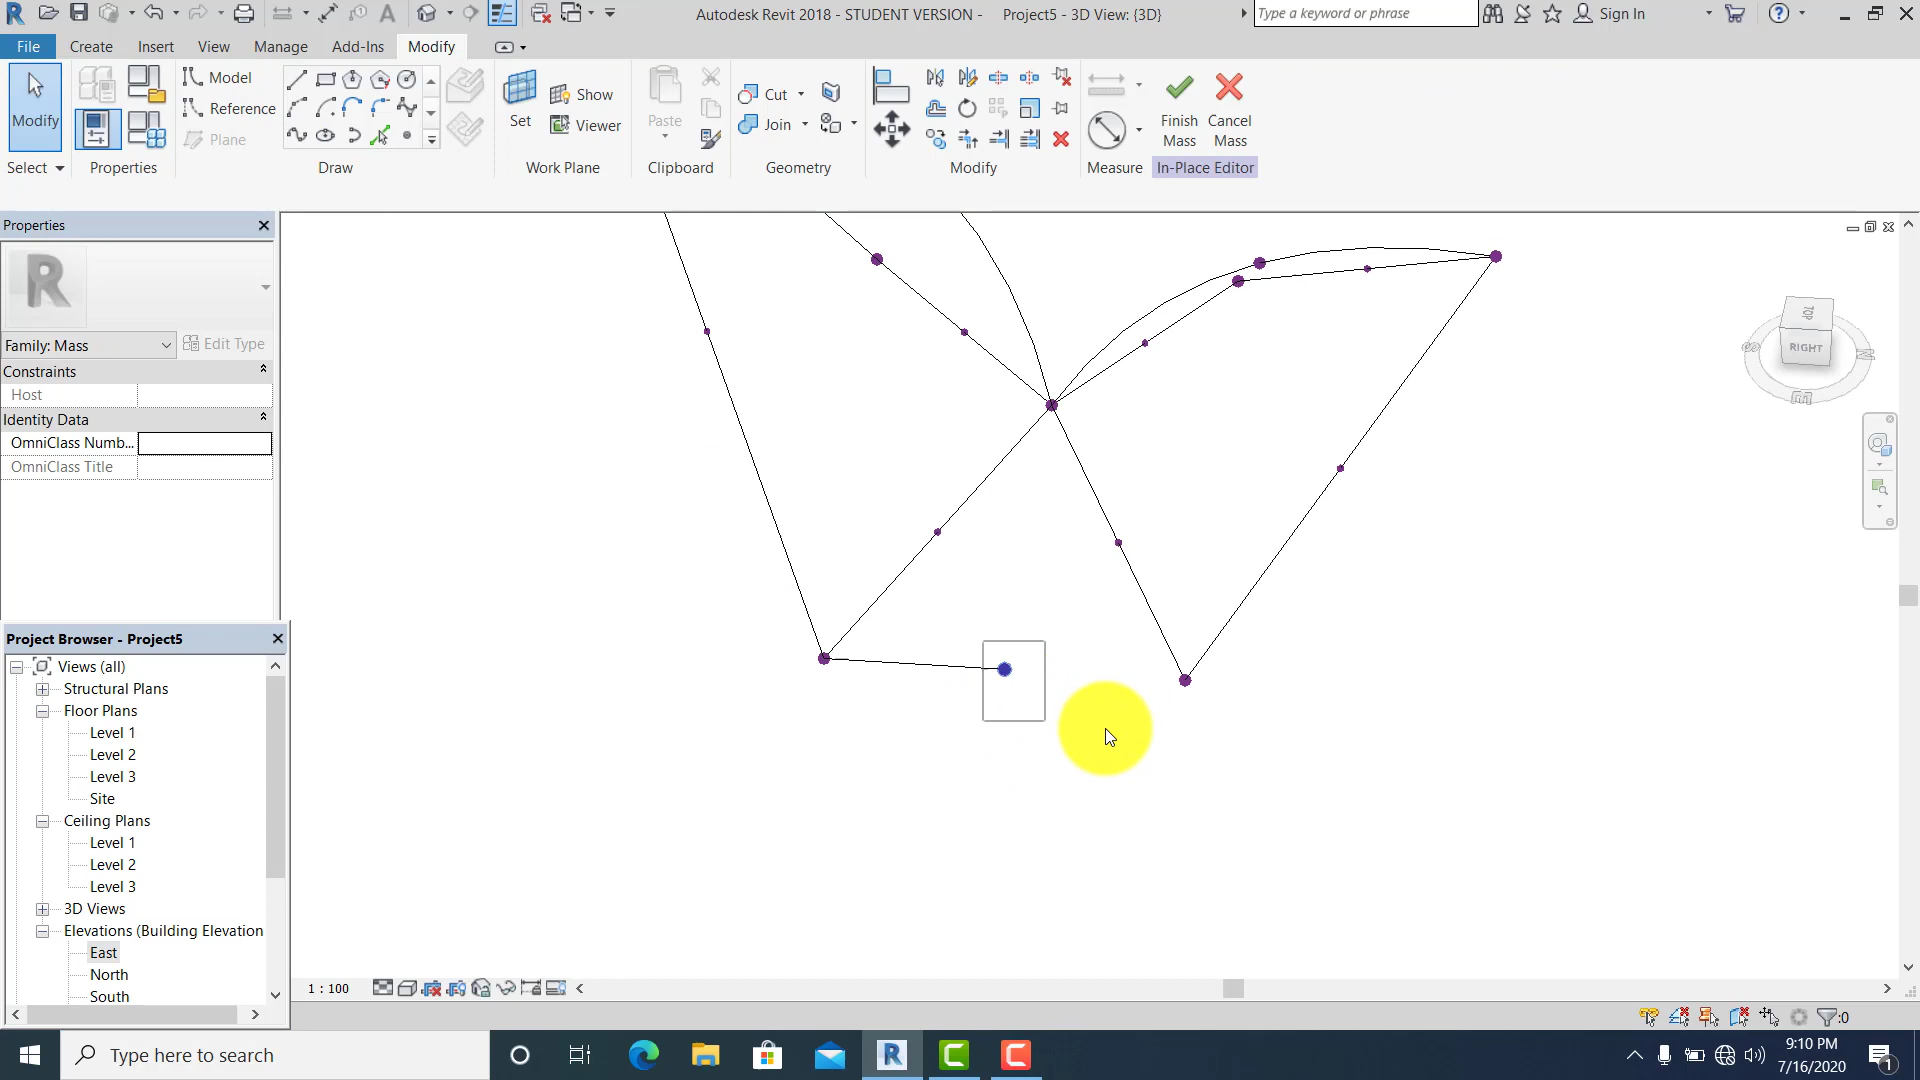 Autodesk Revit 2018 - STUDENT VERSION -     Project5 - 3D View: {3D}
Type a keyword or phrase
Sign In
File Create Insert View Manage Add-Ins Modify
Modify
Select
Properties
Model
Reference
Plane
Draw
Set
Show
Viewer
Work Plane
Paste
Clipboard
Cut
Join
Geometry
Modify
Measure
Finish Mass
Cancel Mass
In-Place Editor
Properties
Family: Mass
Edit Type
Constraints
Host
Identity Data
OmniClass Numb...
OmniClass Title
Project Browser - Project5
Views (all)
Structural Plans
Floor Plans
Level 1
Level 2
Level 3
Site
Ceiling Plans
Level 1
Level 2
Level 3
3D Views
Elevations (Building Elevation
East
North
South
TOP
RIGHT
1 : 100
:0
Type here to search
9:10 PM
7/16/2020
1